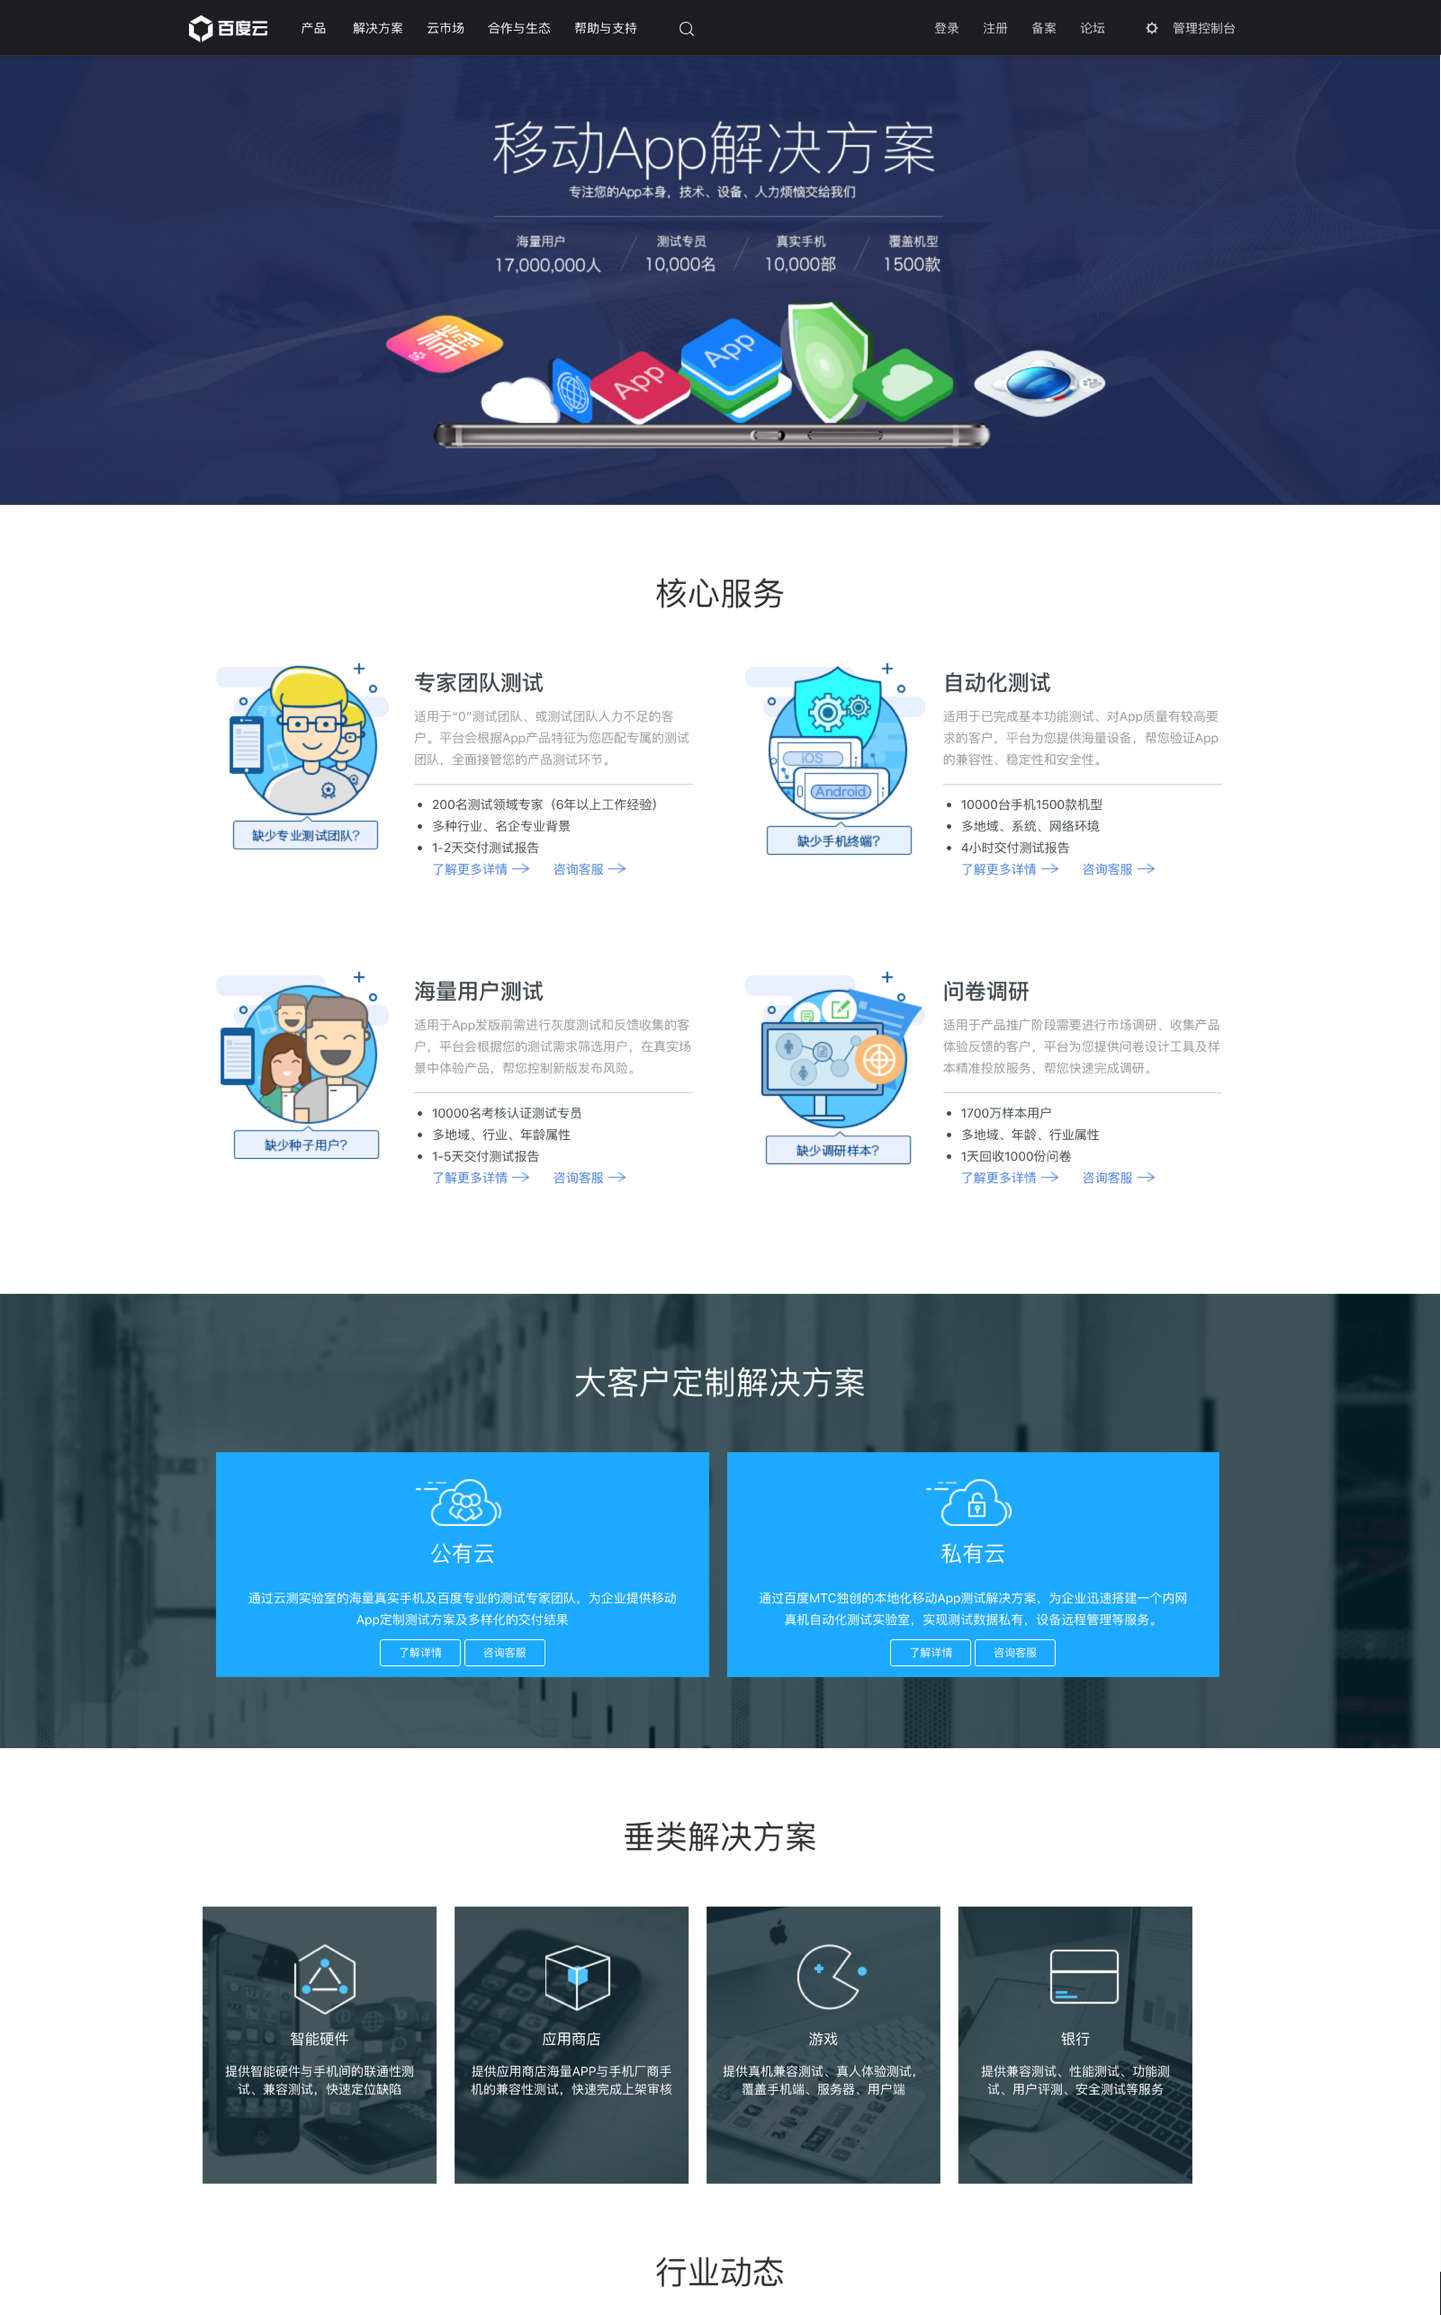 百度云 产品 解决方案 云市场 合作与生态 帮助与支持 登录 注册 备案 论坛 管理控制台
移动App解决方案
专注您的App本身，技术、设备、人力烦恼交给我们
海量用户 测试专员 真实手机 覆盖机型
17,000,000人 10,000名 10,000部 1500款
糯
App
App
核心服务
专家团队测试
适用于“0”测试团队、或测试团队人力不足的客
户。平台会根据App产品特征为您匹配专属的测试
团队，全面接管您的产品测试环节。
200名测试领域专家（6年以上工作经验）
多种行业、名企专业背景
1-2天交付测试报告
了解更多详情 咨询客服
缺少专业测试团队？
自动化测试
适用于已完成基本功能测试、对App质量有较高要
求的客户，平台为您提供海量设备，帮您验证App
的兼容性、稳定性和安全性。
10000台手机1500款机型
多地域、系统、网络环境
4小时交付测试报告
了解更多详情 咨询客服
iOS
Android
缺少手机终端？
海量用户测试
适用于App发版前需进行灰度测试和反馈收集的客
户，平台会根据您的测试需求筛选用户，在真实场
景中体验产品，帮您控制新版发布风险。
10000名考核认证测试专员
多地域、行业、年龄属性
1-5天交付测试报告
了解更多详情 咨询客服
缺少种子用户？
问卷调研
适用于产品推广阶段需要进行市场调研、收集产品
体验反馈的客户，平台为您提供问卷设计工具及样
本精准投放服务，帮您快速完成调研。
1700万样本用户
多地域、年龄、行业属性
1天回收1000份问卷
了解更多详情 咨询客服
缺少调研样本？
大客户定制解决方案
公有云
通过云测实验室的海量真实手机及百度专业的测试专家团队，为企业提供移动
App定制测试方案及多样化的交付结果
了解详情 咨询客服
私有云
通过百度MTC独创的本地化移动App测试解决方案，为企业迅速搭建一个内网
真机自动化测试实验室，实现测试数据私有，设备远程管理等服务。
了解详情 咨询客服
垂类解决方案
智能硬件
提供智能硬件与手机间的联通性测
试、兼容测试，快速定位缺陷
应用商店
提供应用商店海量APP与手机厂商手
机的兼容性测试，快速完成上架审核
游戏
提供真机兼容测试、真人体验测试，
覆盖手机端、服务器、用户端
银行
提供兼容测试、性能测试、功能测
试、用户评测、安全测试等服务
行业动态